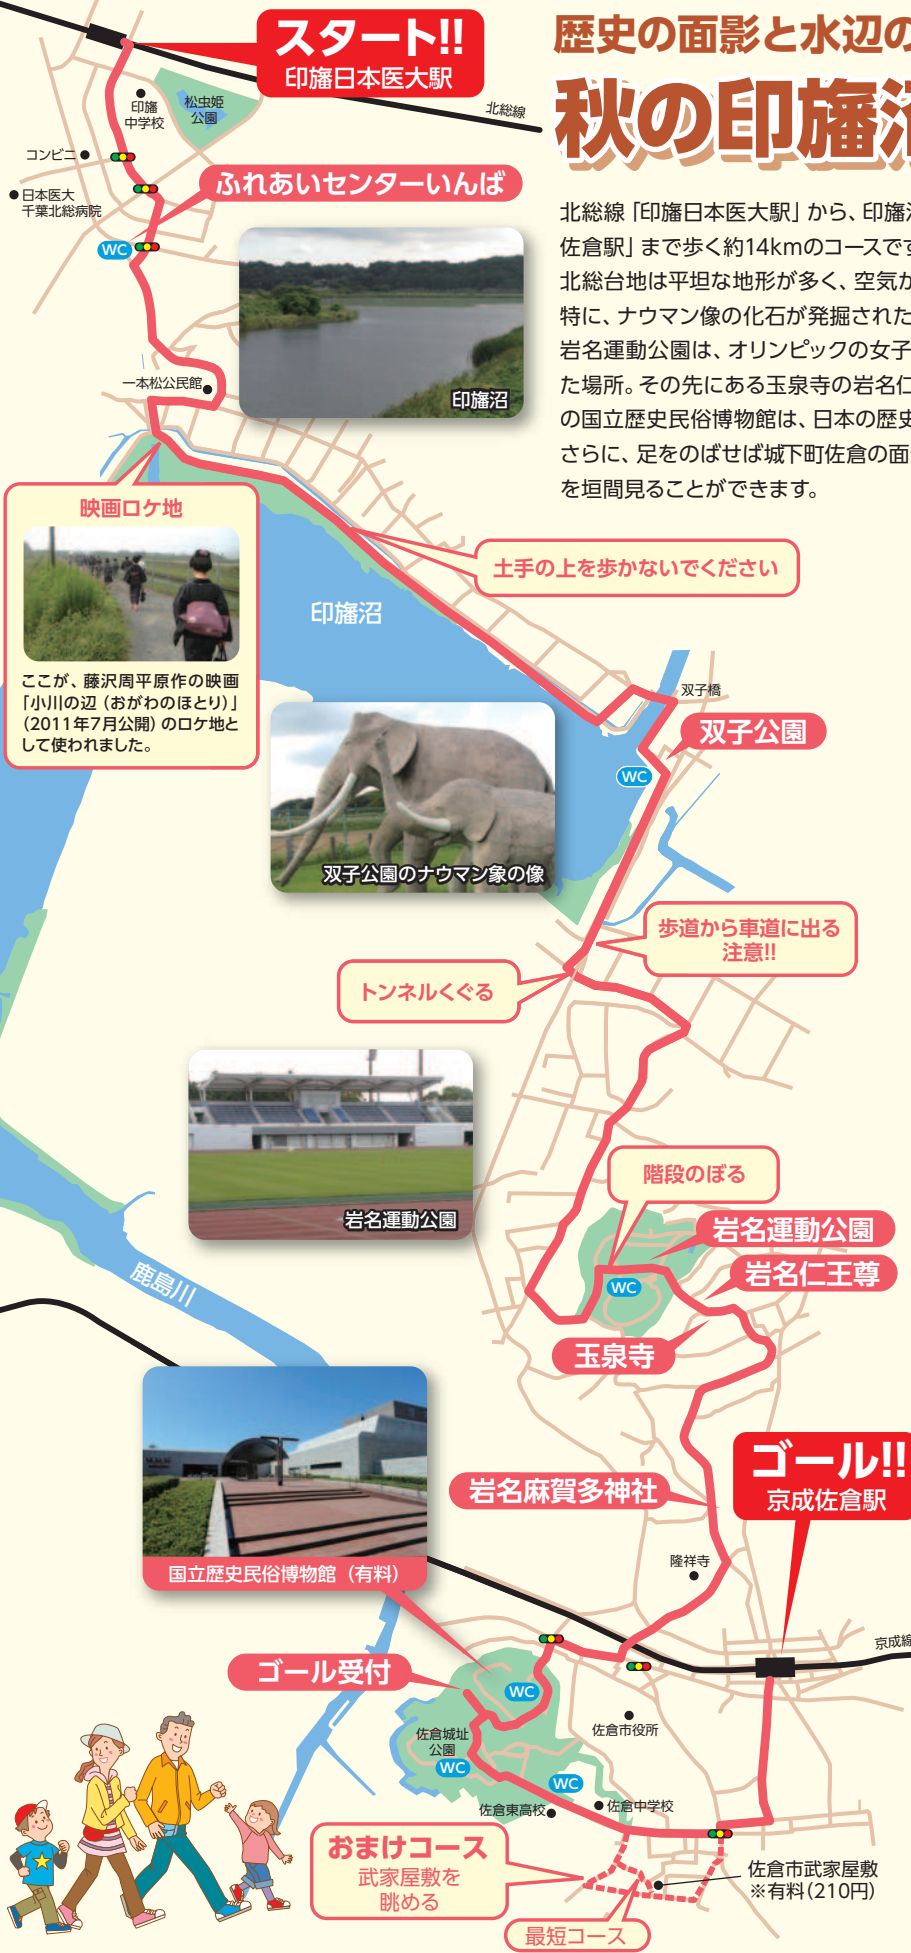 スタート!!
印旛日本医大駅
歴史の面影と水辺の
秋の印旛沼
北総線「印旛日本医大駅」から、印旛沼
佐倉駅」まで歩く約14kmのコースです
北総台地は平坦な地形が多く、空気が
特に、ナウマン像の化石が発掘された
岩名運動公園は、オリンピックの女子
た場所。その先にある玉泉寺の岩名仁
の国立歴史民俗博物館は、日本の歴史
さらに、足をのばせば城下町佐倉の面
を垣間見ることができます。
北総線
印旛
中学校
松虫姫
公園
コンビニ
日本医大
千葉北総病院
ふれあいセンターいんば
WC
印旛沼
一本松公民館
映画ロケ地
ここが、藤沢周平原作の映画
「小川の辺（おがわのほとり）」
（2011年7月公開）のロケ地と
して使われました。
土手の上を歩かないでください
印旛沼
双子橋
双子公園
WC
双子公園のナウマン象の像
歩道から車道に出る
注意!!
トンネルくぐる
岩名運動公園
階段のぼる
岩名運動公園
岩名仁王尊
WC
玉泉寺
鹿島川
ゴール!!
京成佐倉駅
岩名麻賀多神社
国立歴史民俗博物館（有料）
隆祥寺
京成線
ゴール受付
WC
佐倉市役所
佐倉城址
公園
WC
WC
佐倉東高校
佐倉中学校
おまけコース
武家屋敷を
眺める
佐倉市武家屋敷
※有料（210円）
最短コース